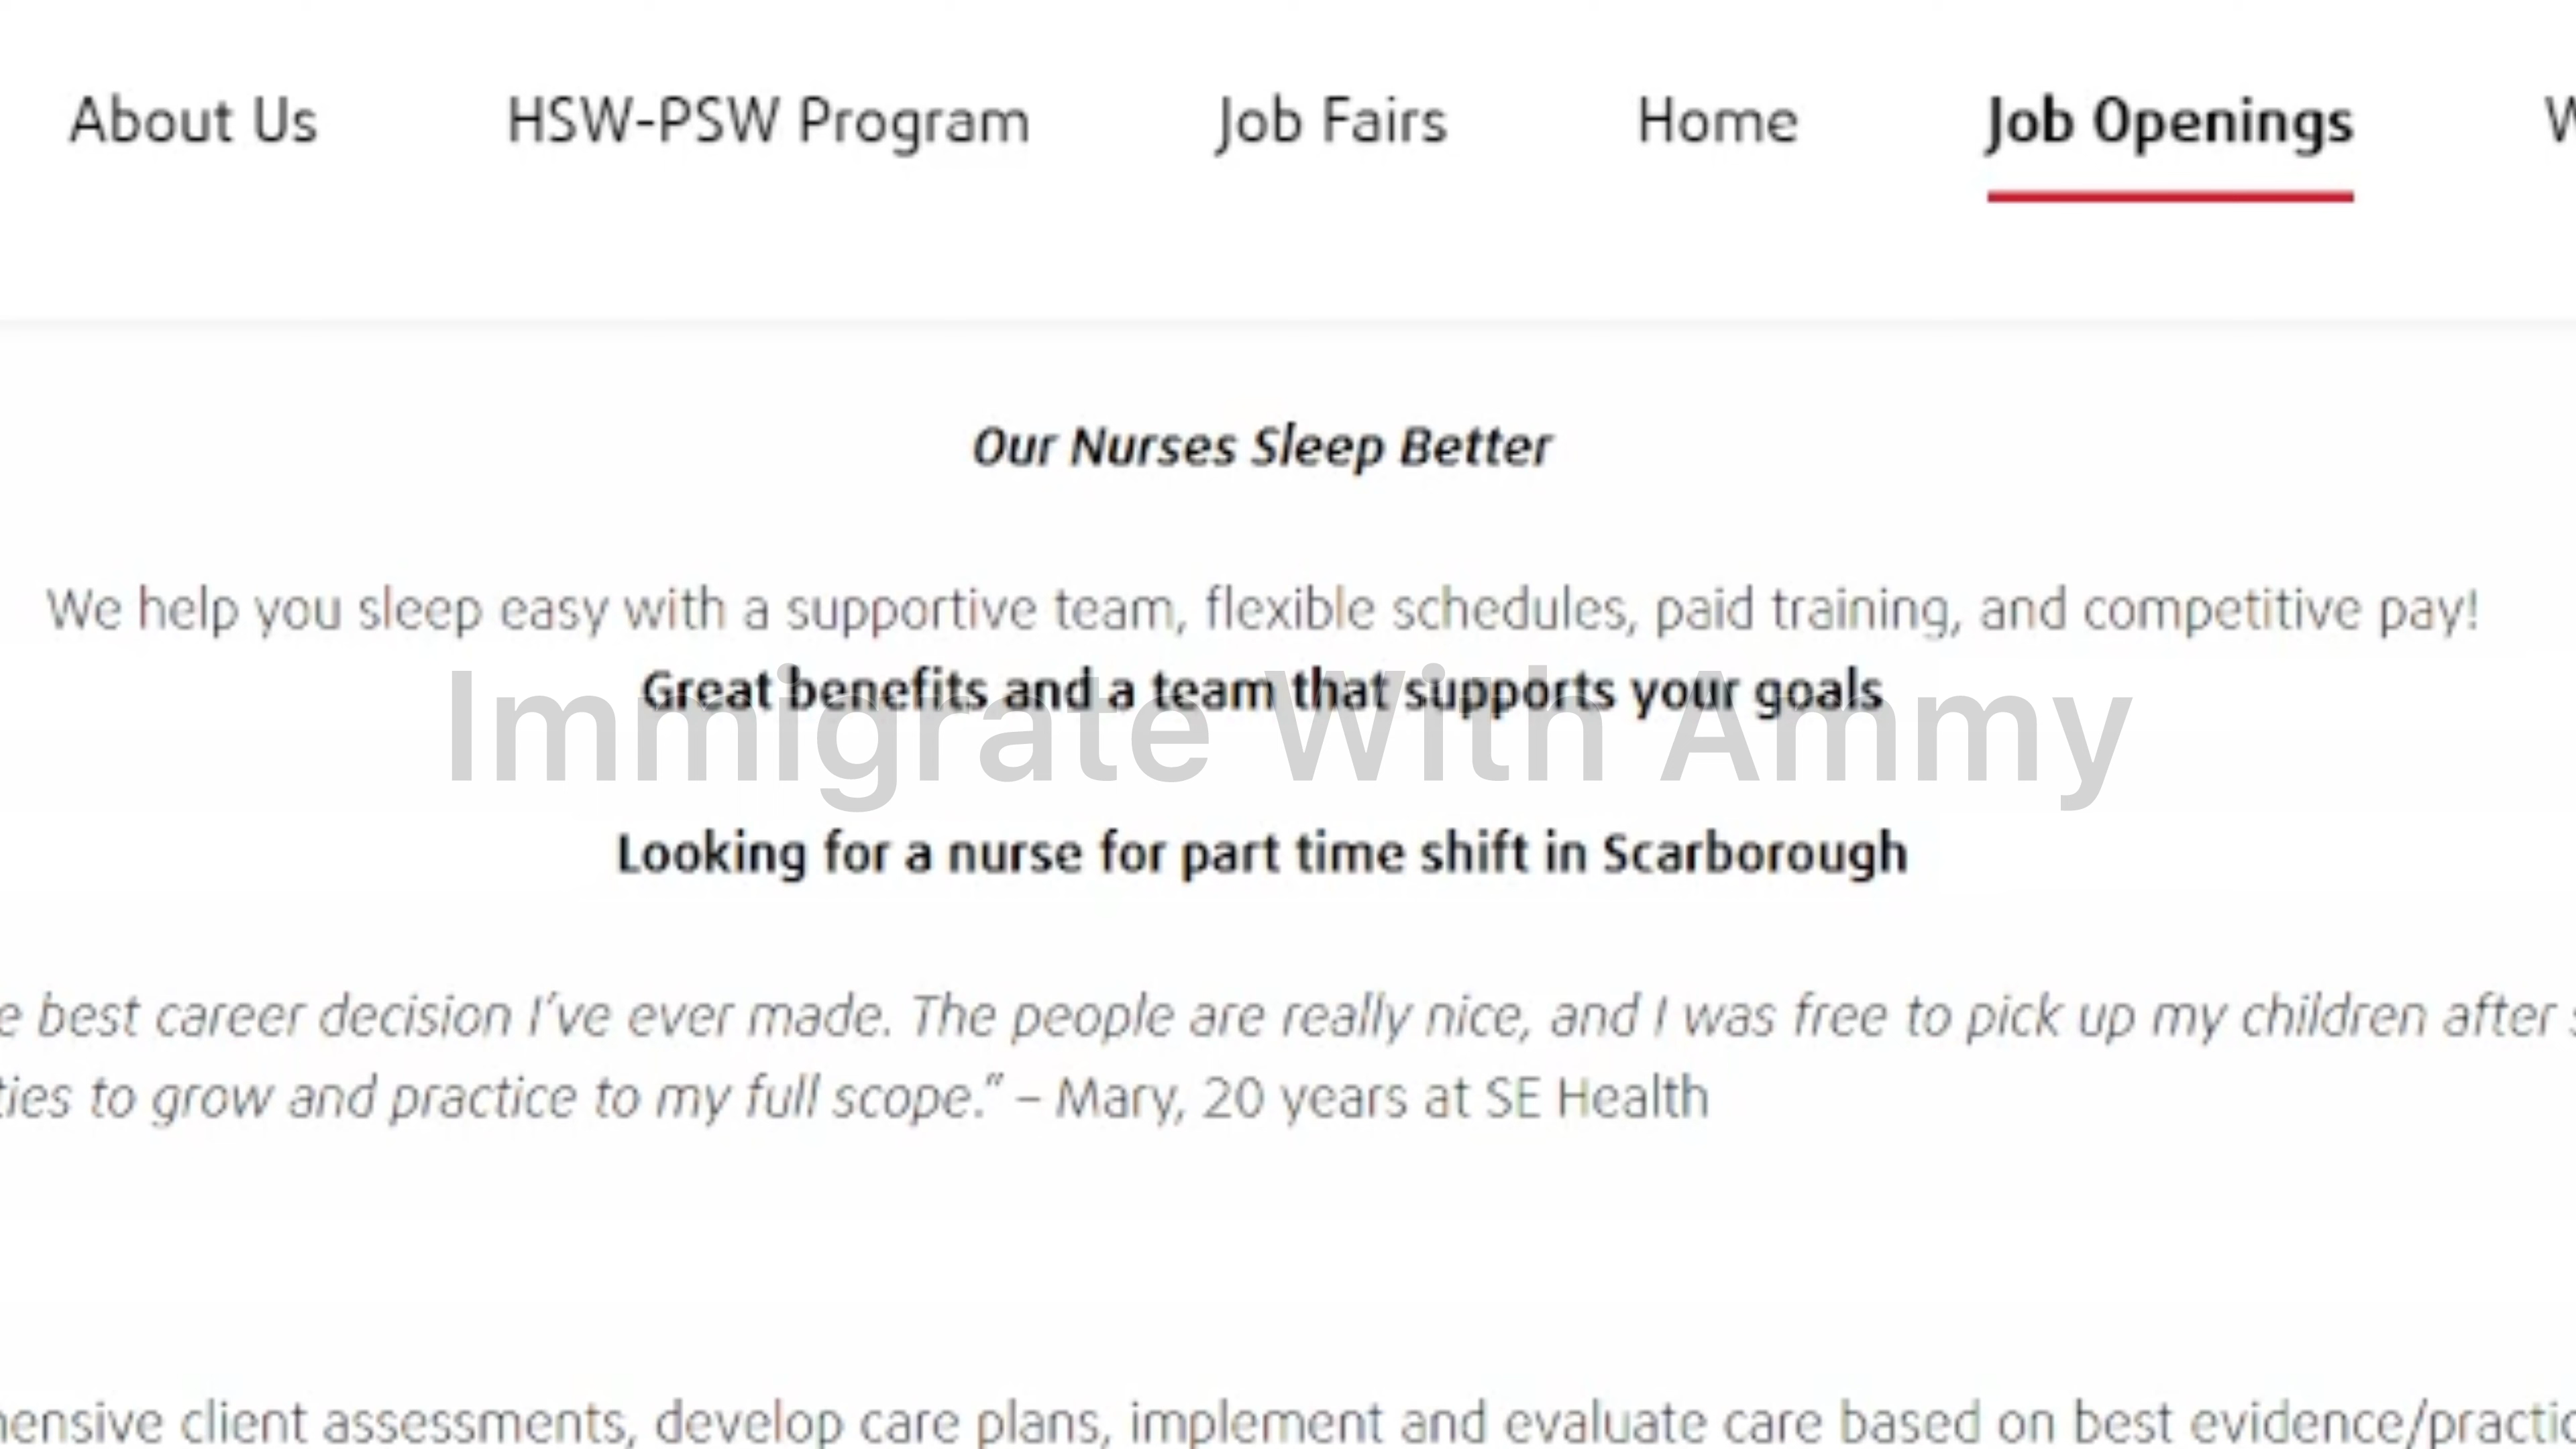 About Us HSW-PSW Program Job Fairs Home Job Openings
Our Nurses Sleep Better
We help you sleep easy with a supportive team, flexible schedules, paid training, and competitive pay!
Great benefits and a team that supports your goals
Immigrate With Ammy
Looking for a nurse for part time shift in Scarborough
best career decision I've ever made. The people are really nice, and I was free to pick up my children after
to grow and practice to my full scope.” – Mary, 20 years at SE Health
client assessments, develop care plans, implement and evaluate care based on best